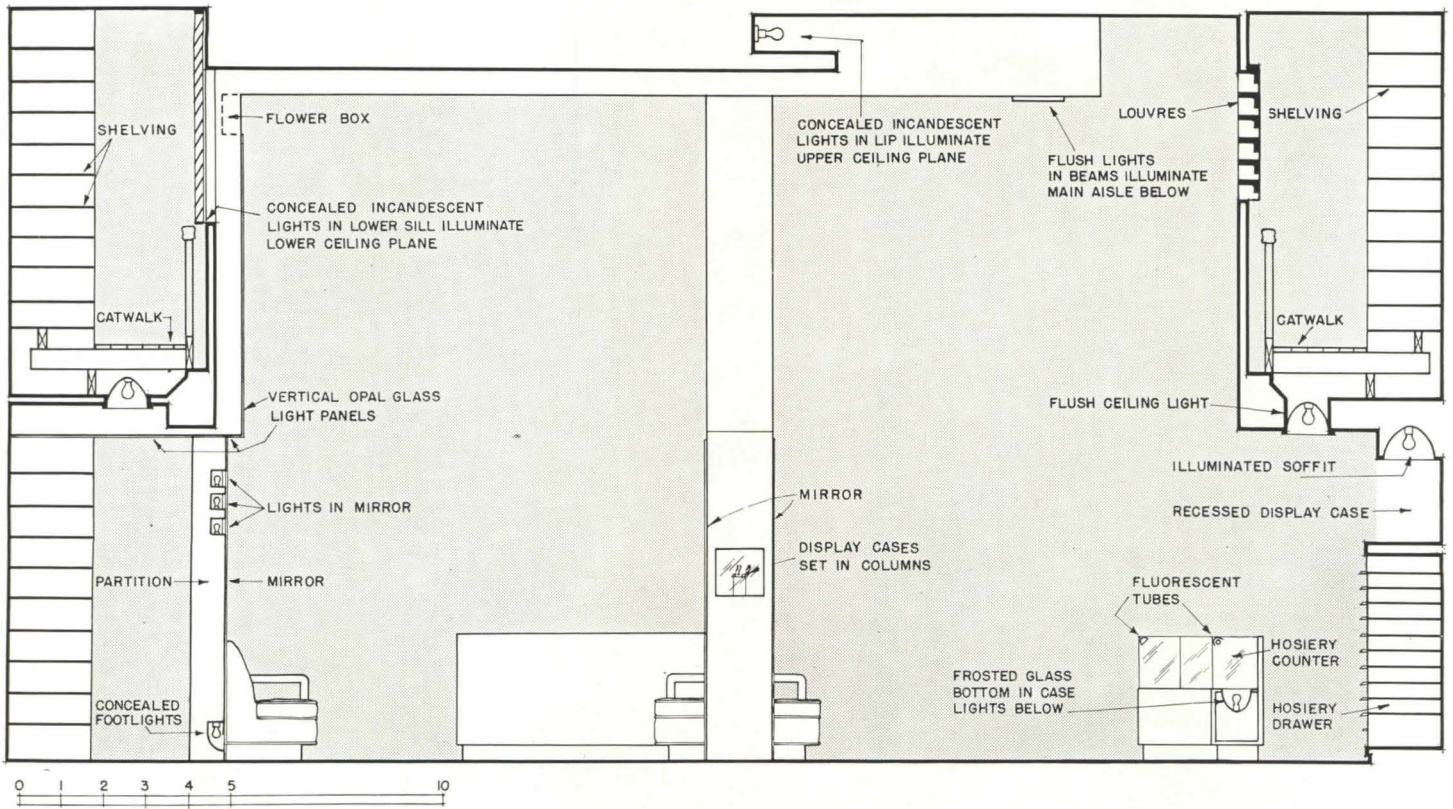 SHELVING
FLOWER BOX
CONCEALED INCANDESCENT
LIGHTS IN LOWER SILL ILLUMINATE
LOWER CEILING PLANE
CATWALK
VERTICAL OPAL GLASS
LIGHT PANELS
LIGHTS IN MIRROR
PARTITION
MIRROR
CONCEALED
FOOTLIGHTS
CONCEALED INCANDESCENT
LIGHTS IN LIP ILLUMINATE
UPPER CEILING PLANE
FLUSH LIGHTS
IN BEAMS ILLUMINATE
MAIN AISLE BELOW
LOUVRES
SHELVING
CATWALK
FLUSH CEILING LIGHT
ILLUMINATED SOFFIT
RECESSED DISPLAY CASE
MIRROR
DISPLAY CASES
SET IN COLUMNS
FLUORESCENT
TUBES
HOSIERY
COUNTER
FROSTED GLASS
BOTTOM IN CASE
LIGHTS BELOW
HOSIERY
DRAWER
0 1 2 3 4 5 10